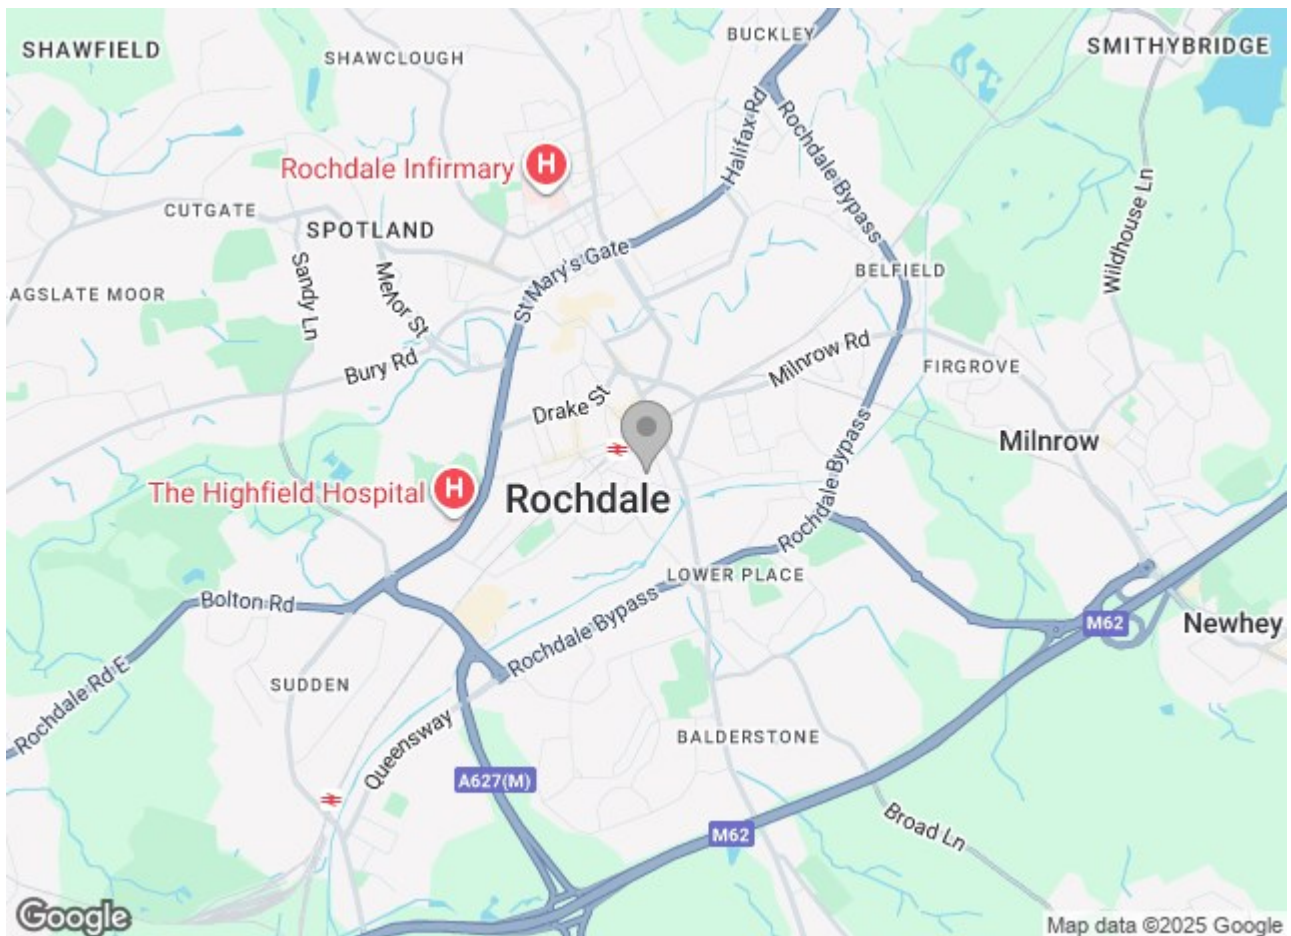 BUCKLEY
SHAWFIELD
SMITHYBRIDGE
SHAWCLOUGH
Halifax Rd
Rochdale Bypass
Rochdale Infirmary
H
CUTGATE
SPOTLAND
Wildhouse Ln
St Mary's Gate
BELFIELD
Sandy Ln
Mellor St
AGSLATE MOOR
Bury Rd
Milnrow Rd
FIRGROVE
Drake St
Milnrow
Rochdale Bypass
The Highfield Hospital
H
Rochdale
LOWER PLACE
Bolton Rd
Rochdale Bypass
M62
Newhey
Rochdale Rd E
SUDDEN
Queensway
BALDERSTONE
A627(M)
M62
Broad Ln
Google
Map data ©2025 Google